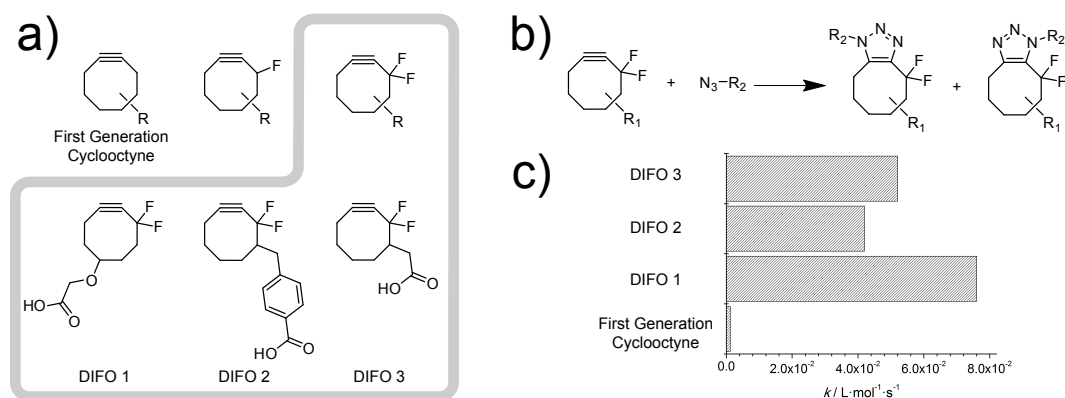 a)
F
R
R
F
F
R
First Generation
Cyclooctyne
F
F
O
HO
O
DIFO 1
F
F
HO
O
DIFO 2
F
F
HO
O
DIFO 3
b)
F
F
R₁
+
N₃–R₂
R₂
N
N
N
F
F
R₁
+
N
N
N
R₂
F
F
R₁
c)
DIFO 3
DIFO 2
DIFO 1
First Generation
Cyclooctyne
0.0 2.0x10⁻² 4.0x10⁻² 6.0x10⁻² 8.0x10⁻²
k / L·mol⁻¹·s⁻¹